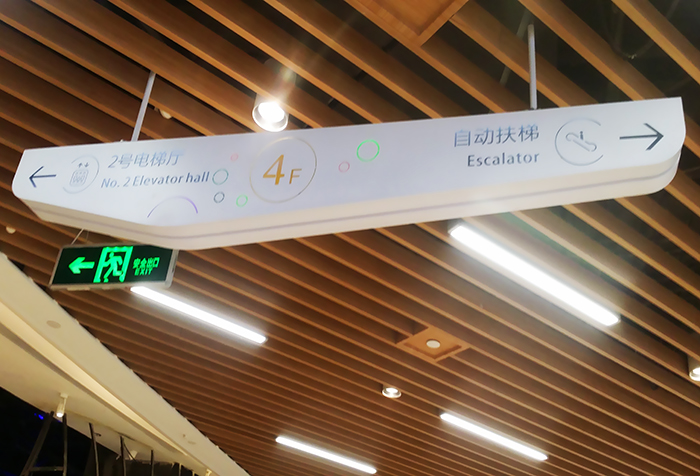 2号电梯厅
No. 2 Elevator hall
4F
自动扶梯
Escalator
安全出口
EXIT